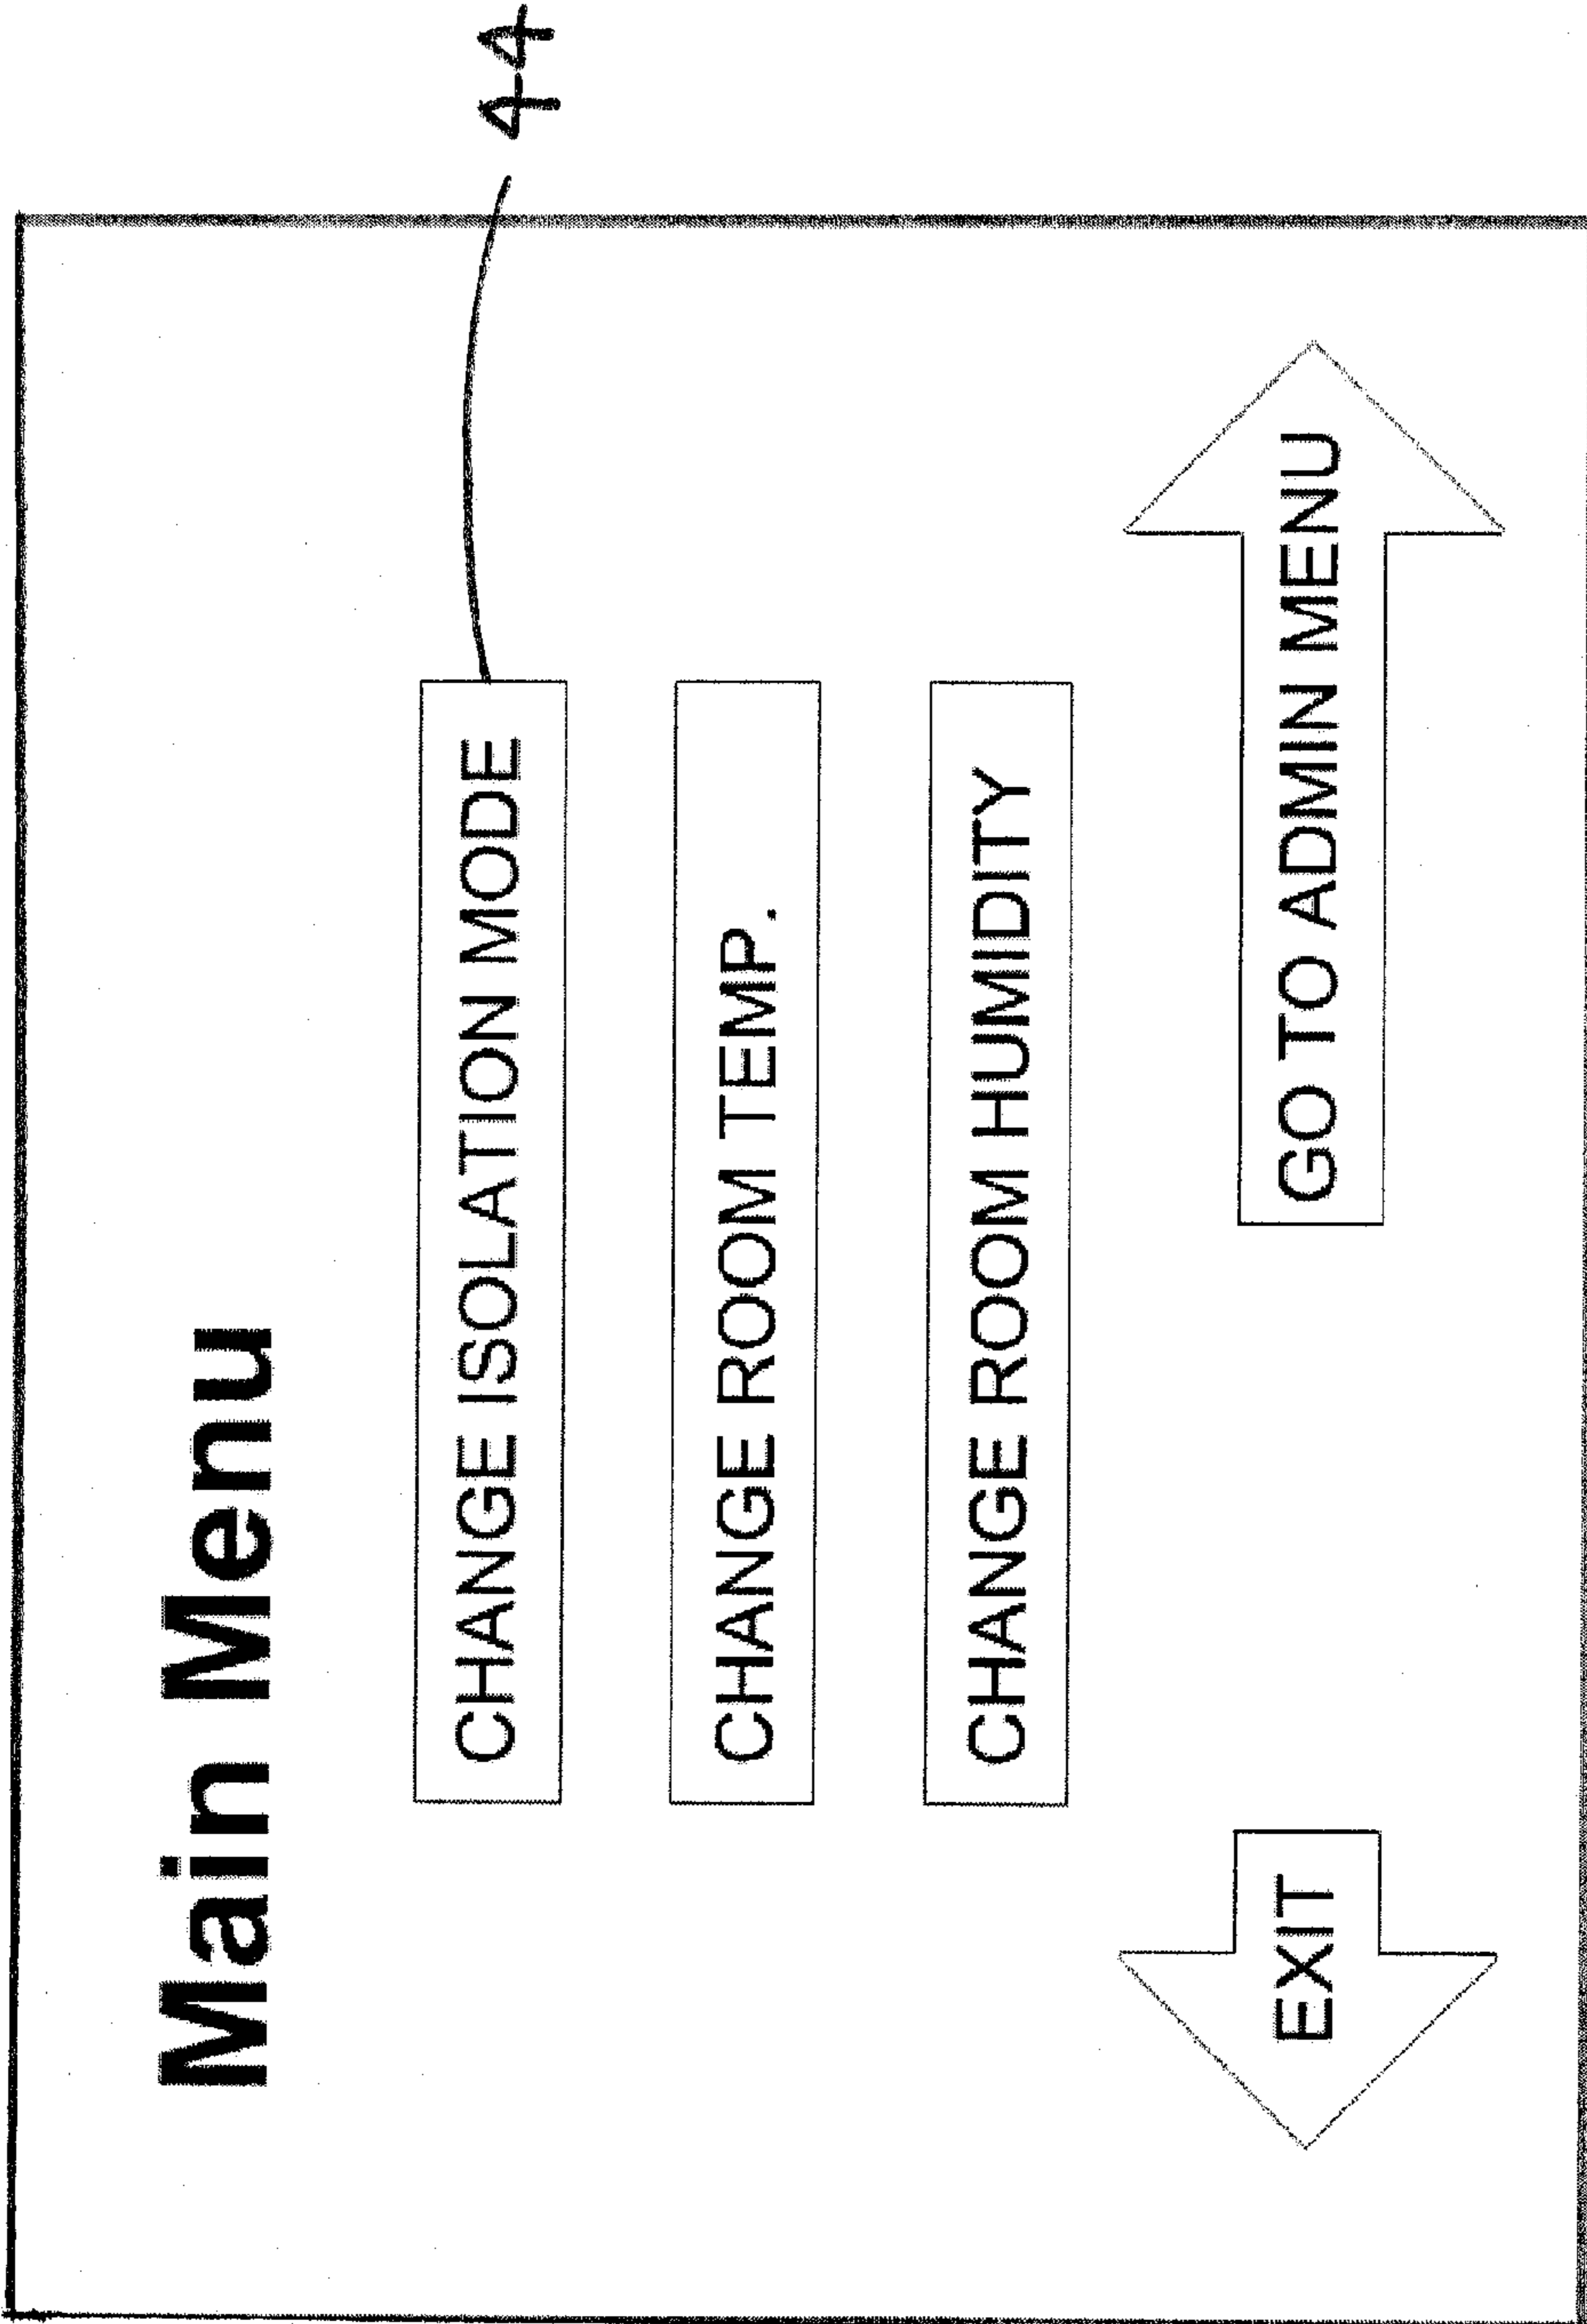 Main Menu
CHANGE ISOLATION MODE
44
CHANGE ROOM TEMP.
CHANGE ROOM HUMIDITY
EXIT
GO TO ADMIN MENU